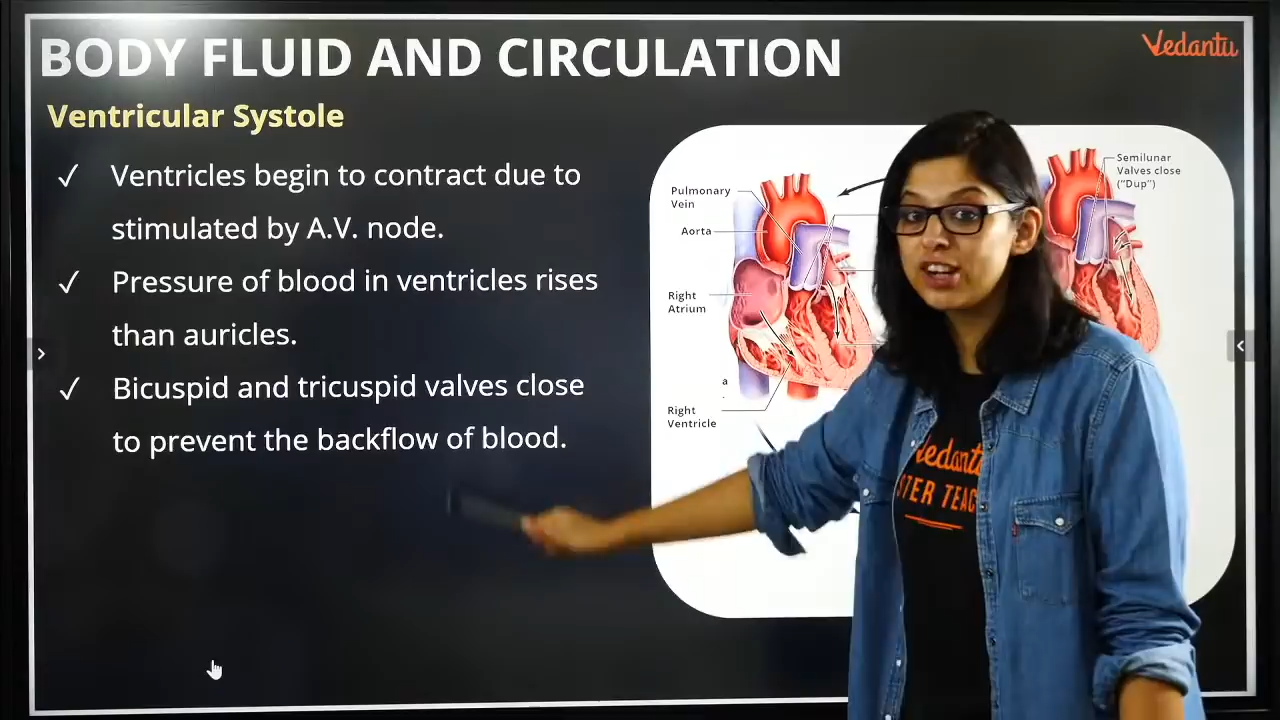 BODY FLUID AND CIRCULATION
Vedantu
Ventricular Systole
✓ Ventricles begin to contract due to
stimulated by A.V. node.
✓ Pressure of blood in ventricles rises
than auricles.
✓ Bicuspid and tricuspid valves close
to prevent the backflow of blood.
Pulmonary
Vein
Aorta
Right
Atrium
a
.
Right
Ventricle
Semilunar
Valves close
("Dup")